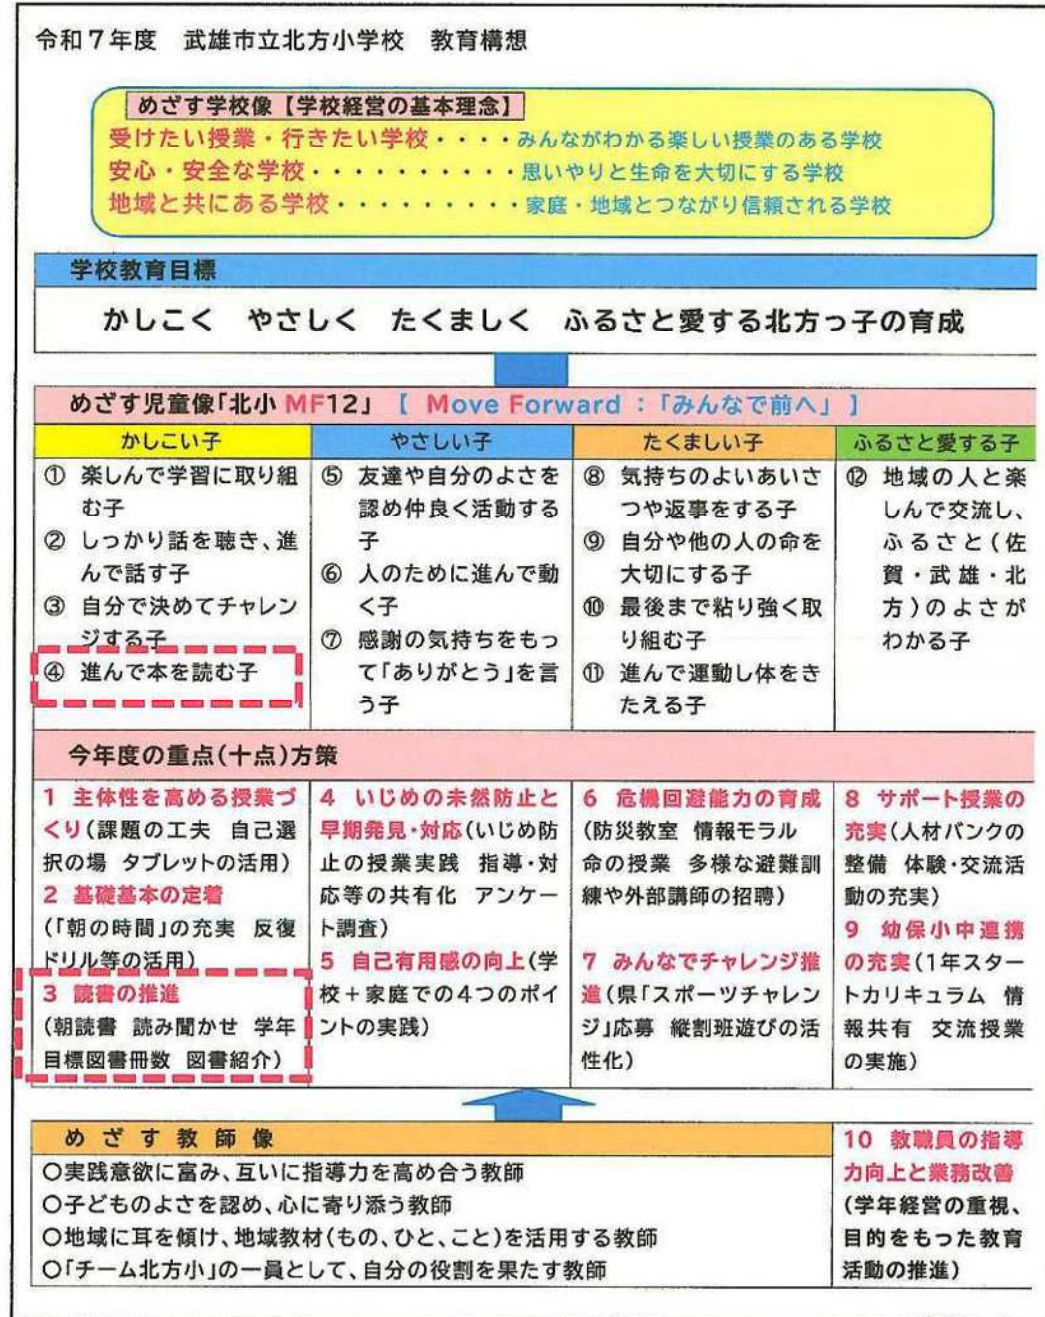 令和7年度 武雄市立北方小学校 教育構想
めざす学校像【学校経営の基本理念】
受けたい授業・行きたい学校・・・・みんながわかる楽しい授業のある学校
安心・安全な学校・・・・・・・・・・思いやりと生命を大切にする学校
地域と共にある学校・・・・・・・・・家庭・地域とつながり信頼される学校
学校教育目標
かしこく やさしく たくましく ふるさと愛する北方っ子の育成
めざす児童像「北小 MF12」【 Move Forward :「みんなで前へ」 】
かしこい子
① 楽しんで学習に取り組
む子
② しっかり話を聴き、進
んで話す子
③ 自分で決めてチャレン
ジする子
④ 進んで本を読む子
やさしい子
⑤ 友達や自分のよさを
認め仲良く活動する
子
⑥ 人のために進んで動
く子
⑦ 感謝の気持ちをもっ
て「ありがとう」を言
う子
たくましい子
⑧ 気持ちのよいあいさ
つや返事をする子
⑨ 自分や他の人の命を
大切にする子
⑩ 最後まで粘り強く取
り組む子
⑪ 進んで運動し体をき
たえる子
ふるさと愛する子
⑫ 地域の人と楽
しんで交流し、
ふるさと(佐
賀・武雄・北
方)のよさが
わかる子
今年度の重点(十点)方策
1 主体性を高める授業づ
くり(課題の工夫 自己選
択の場 タブレットの活用)
2 基礎基本の定着
(「朝の時間」の充実 反復
ドリル等の活用)
3 読書の推進
(朝読書 読み聞かせ 学年
目標図書冊数 図書紹介)
4 いじめの未然防止と
早期発見・対応(いじめ防
止の授業実践 指導・対
応等の共有化 アンケー
ト調査)
5 自己有用感の向上(学
校+家庭での4つのポイ
ントの実践)
6 危機回避能力の育成
(防災教室 情報モラル
命の授業 多様な避難訓
練や外部講師の招聘)
7 みんなでチャレンジ推
進(県「スポーツチャレン
ジ」応募 縦割班遊びの活
性化)
8 サポート授業の
充実(人材バンクの
整備 体験・交流活
動の充実)
9 幼保小中連携
の充実(1年スター
トカリキュラム 情
報共有 交流授業
の実施)
めざす教師像
○実践意欲に富み、互いに指導力を高め合う教師
○子どものよさを認め、心に寄り添う教師
○地域に耳を傾け、地域教材(もの、ひと、こと)を活用する教師
○「チーム北方小」の一員として、自分の役割を果たす教師
10 教職員の指導
力向上と業務改善
(学年経営の重視、
目的をもった教育
活動の推進)